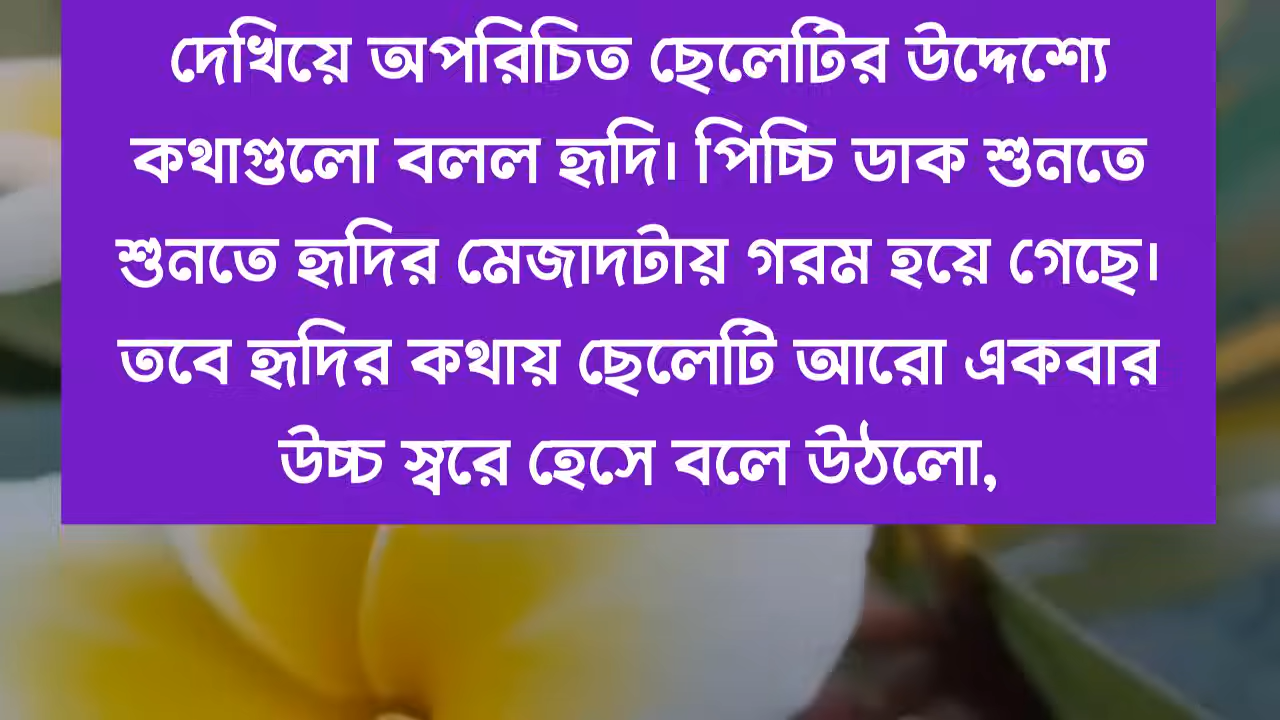 দেখিয়ে অপরিচিত ছেলেটির উদ্দেশ্যে
কথাগুলো বলল হৃদি। পিচ্চি ডাক শুনতে
শুনতে হৃদির মেজাদটায় গরম হয়ে গেছে।
তবে হৃদির কথায় ছেলেটি আরো একবার
উচ্চ স্বরে হেসে বলে উঠলো,